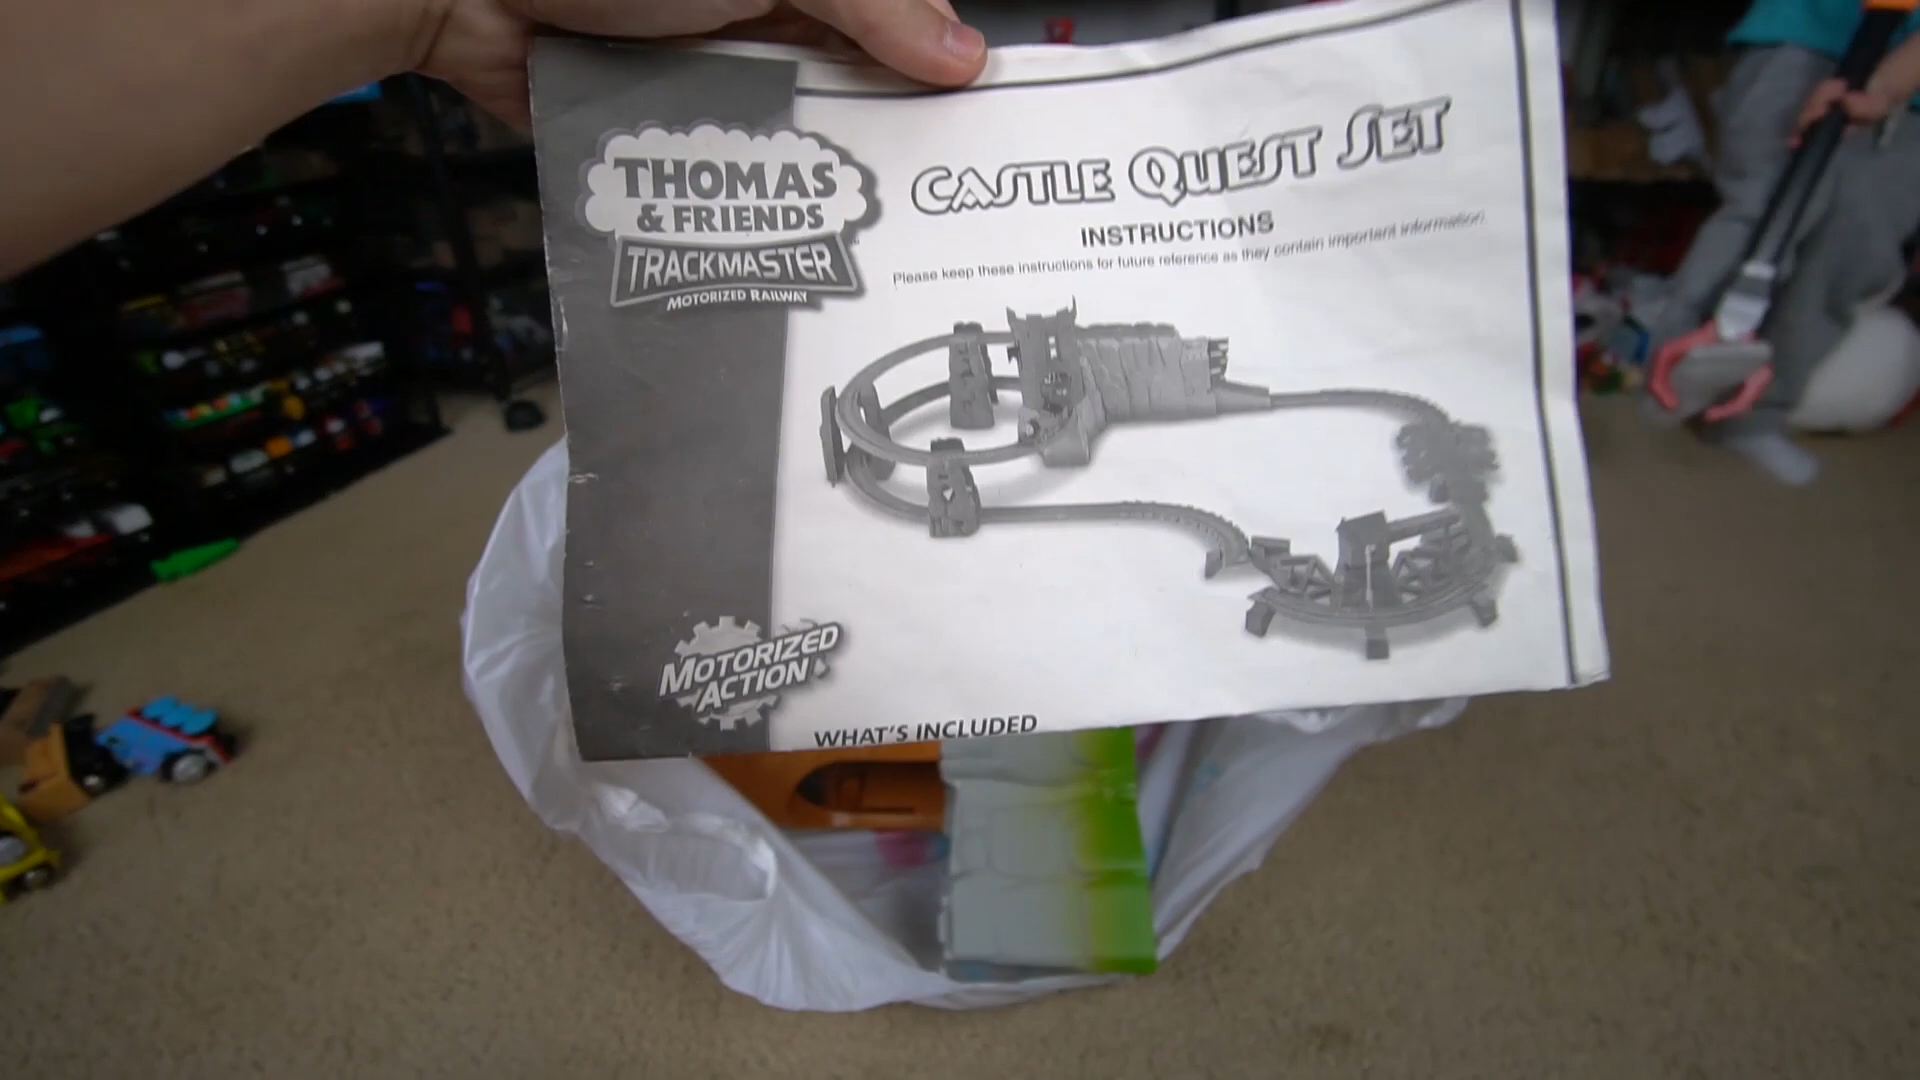 THOMAS
& FRIENDS
TRACKMASTER
MOTORIZED RAILWAY
CASTLE QUEST SET
INSTRUCTIONS
Please keep these instructions for future reference as they contain important information.
MOTORIZED
ACTION
WHAT'S INCLUDED